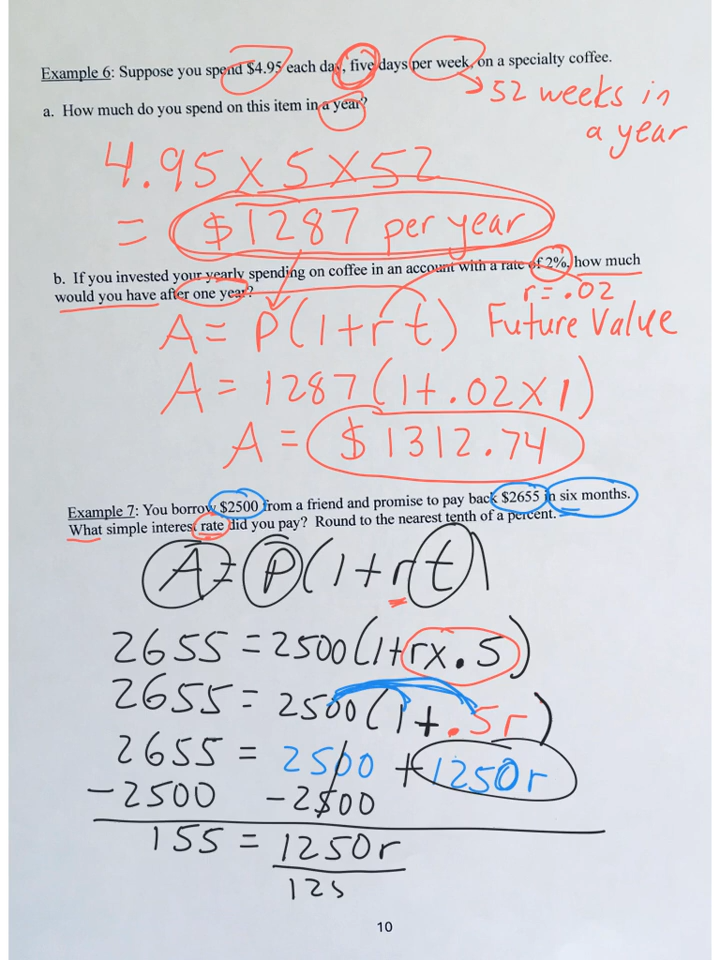 Example 6: Suppose you spend $4.95 each day, five days per week, on a specialty coffee.
52 weeks in
a year
a. How much do you spend on this item in a year?
4.95 x 5 x 52
= $1287 per year
b. If you invested your yearly spending on coffee in an account with a rate of 2%, how much
would you have after one year?
r = .02
A = P(1+rt) Future Value
A = 1287(1+.02x1)
A = $1312.74
Example 7: You borrow $2500 from a friend and promise to pay back $2655 in six months.
What simple interest rate did you pay? Round to the nearest tenth of a percent.
A = P(1+rt)
2655 = 2500(1+rx.5)
2655 = 2500(1+.5r)
2655 = 2500 + 1250r
-2500 -2500
155 = 1250r
125
10